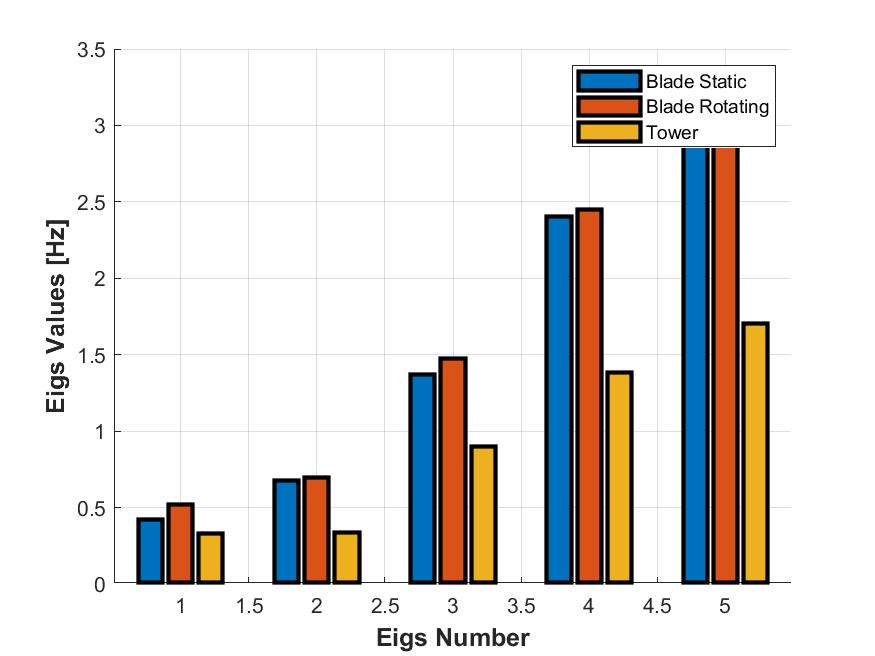 3.5
3
2.5
2
1.5
1
0.5
0
Eigs Values [Hz]
Blade Static
Blade Rotating
Tower
1 1.5 2 2.5 3 3.5 4 4.5 5
Eigs Number